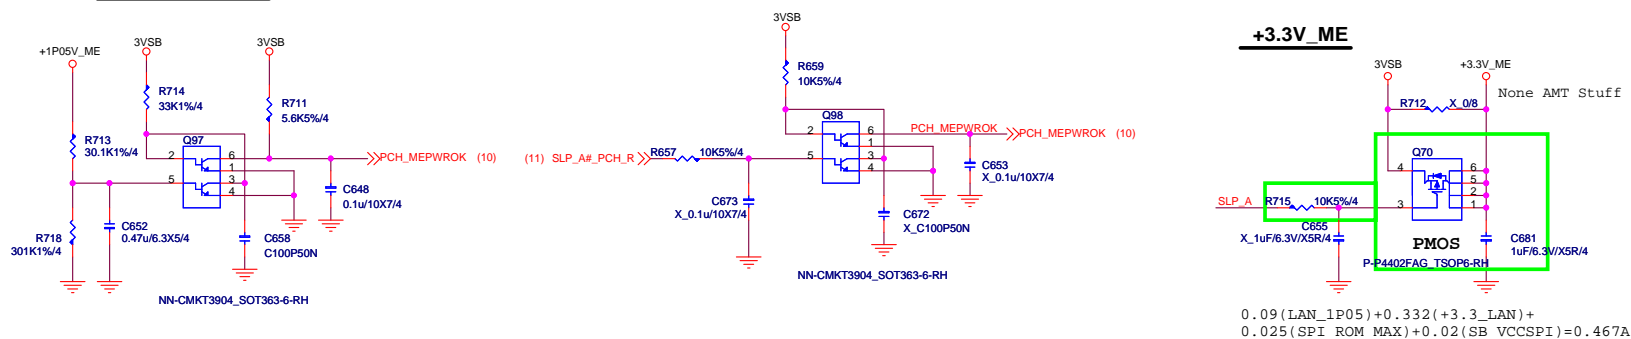 +1P05V_ME
3VSB
3VSB
R714
33K1%/4
R711
5.6K5%/4
R713
30.1K1%/4
Q97
2
6
1
5
3
4
PCH_MEPWROK (10)
C648
0.1u/10X7/4
R718
301K1%/4
C652
0.47u/6.3X5/4
C658
C100P50N
NN-CMKT3904_SOT363-6-RH
3VSB
R659
10K5%/4
Q98
2
6
1
5
3
4
PCH_MEPWROK
PCH_MEPWROK (10)
(11) SLP_A#_PCH_R
R657
10K5%/4
C653
X_0.1u/10X7/4
C673
X_0.1u/10X7/4
C672
X_C100P50N
NN-CMKT3904_SOT363-6-RH
+3.3V_ME
3VSB
+3.3V_ME
R712
X_0/8
None AMT Stuff
Q70
4
6
5
2
3
1
SLP_A
R715
10K5%/4
C655
X_1uF/6.3V/X5R/4
PMOS
C681
1uF/6.3V/X5R/4
P-P4402FAG_TSOP6-RH
0.09(LAN_1P05)+0.332(+3.3_LAN)+
0.025(SPI ROM MAX)+0.02(SB VCCSPI)=0.467A